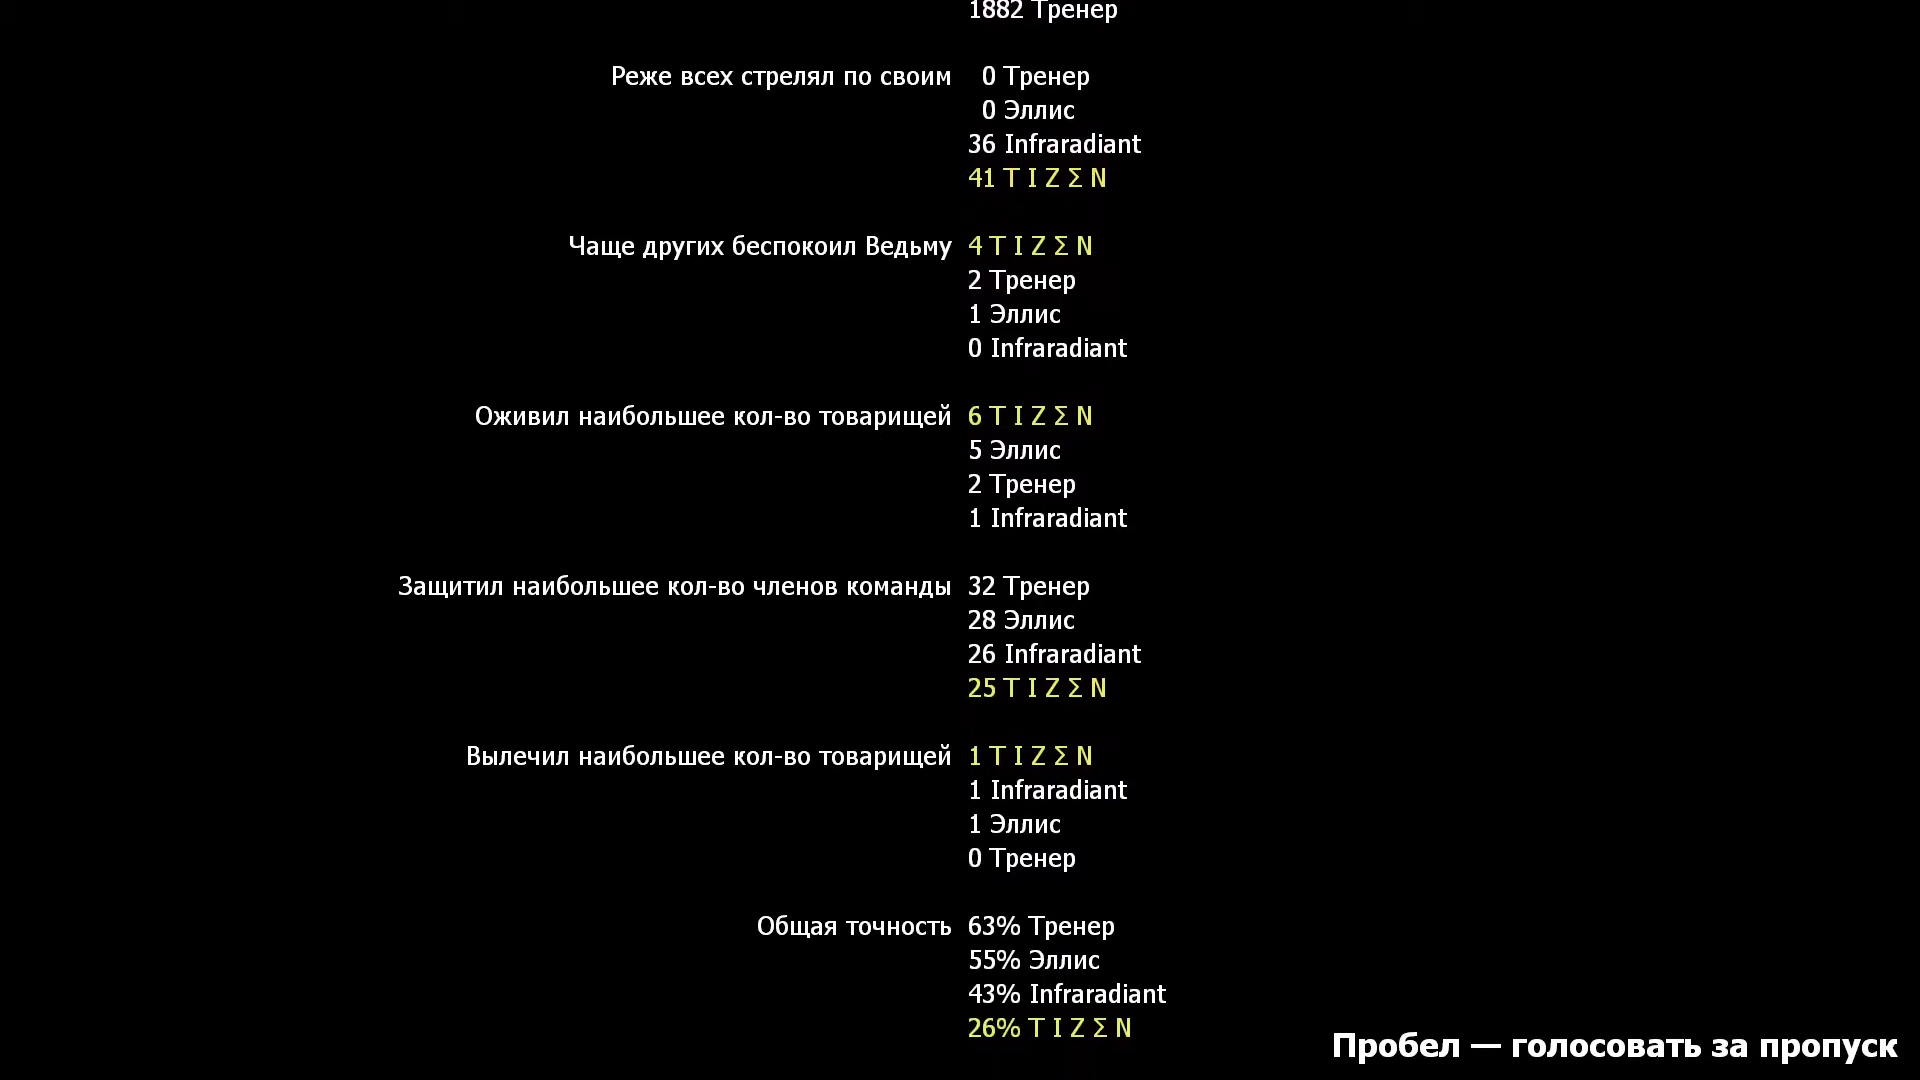 1882 Тренер
Реже всех стрелял по своим 0 Тренер
0 Эллис
36 Infraradiant
41 T I Z Σ N
Чаще других беспокоил Ведьму 4 T I Z Σ N
2 Тренер
1 Эллис
0 Infraradiant
Оживил наибольшее кол-во товарищей 6 T I Z Σ N
5 Эллис
2 Тренер
1 Infraradiant
Защитил наибольшее кол-во членов команды 32 Тренер
28 Эллис
26 Infraradiant
25 T I Z Σ N
Вылечил наибольшее кол-во товарищей 1 T I Z Σ N
1 Infraradiant
1 Эллис
0 Тренер
Общая точность 63% Тренер
55% Эллис
43% Infraradiant
26% T I Z Σ N
Пробел — голосовать за пропуск